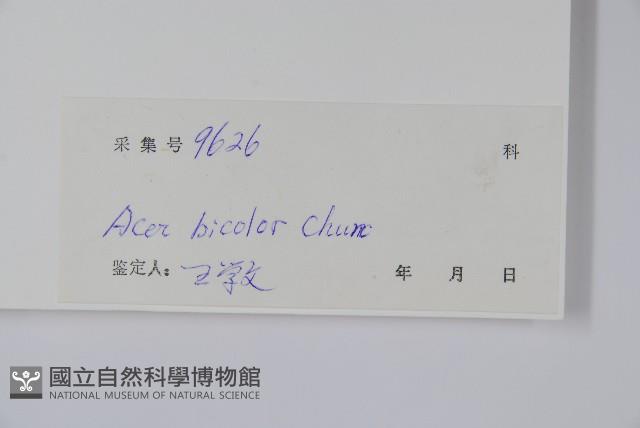 采集号 9626 科
Acer bicolor Chun
鉴定人: 王学文 年 月 日
國立自然科學博物館
NATIONAL MUSEUM OF NATURAL SCIENCE